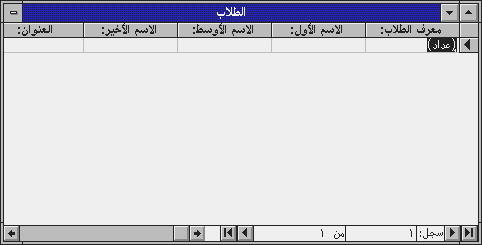 الطلاب
معرف الطلاب: الاسم الأول: الاسم الأوسط: الاسم الأخير: العنوان:
(عداد)
سجل: ١ من ١